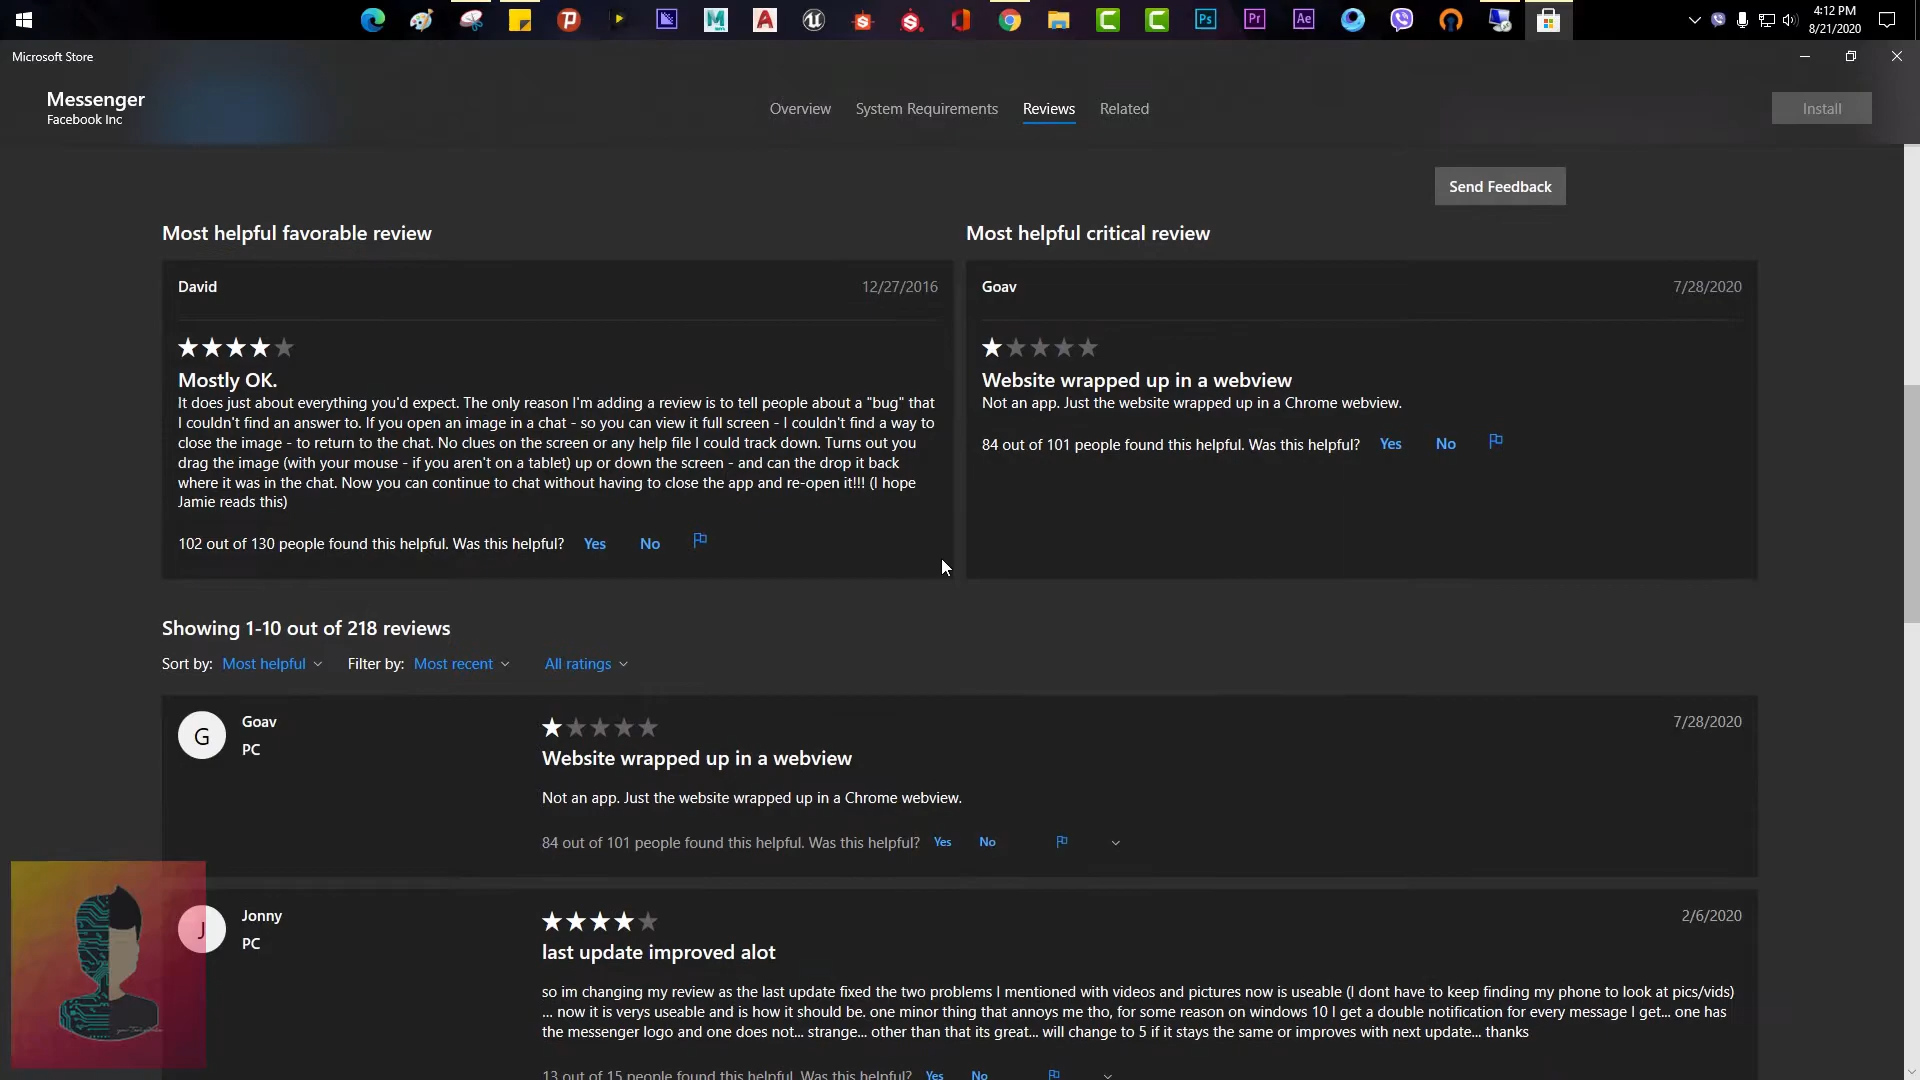 4:12 PM
8/21/2020
Microsoft Store
Messenger
Facebook Inc
Overview
System Requirements
Reviews
Related
Install
Send Feedback
Most helpful favorable review
David
12/27/2016
Mostly OK.
It does just about everything you'd expect. The only reason I'm adding a review is to tell people about a "bug" that
I couldn't find an answer to. If you open an image in a chat - so you can view it full screen - I couldn't find a way to
close the image - to return to the chat. No clues on the screen or any help file I could track down. Turns out you
drag the image (with your mouse - if you aren't on a tablet) up or down the screen - and can the drop it back
where it was in the chat. Now you can continue to chat without having to close the app and re-open it!!! (I hope
Jamie reads this)
102 out of 130 people found this helpful. Was this helpful? Yes No
Most helpful critical review
Goav
7/28/2020
Website wrapped up in a webview
Not an app. Just the website wrapped up in a Chrome webview.
84 out of 101 people found this helpful. Was this helpful? Yes No
Showing 1-10 out of 218 reviews
Sort by: Most helpful Filter by: Most recent All ratings
G
Goav
PC
7/28/2020
Website wrapped up in a webview
Not an app. Just the website wrapped up in a Chrome webview.
84 out of 101 people found this helpful. Was this helpful? Yes No
J
Jonny
PC
2/6/2020
last update improved alot
so im changing my review as the last update fixed the two problems I mentioned with videos and pictures now is useable (I dont have to keep finding my phone to look at pics/vids)
... now it is verys useable and is how it should be. one minor thing that annoys me tho, for some reason on windows 10 I get a double notification for every message I get... one has
the messenger logo and one does not... strange... other than that its great... will change to 5 if it stays the same or improves with next update... thanks
13 out of 15 people found this helpful. Was this helpful? Yes No